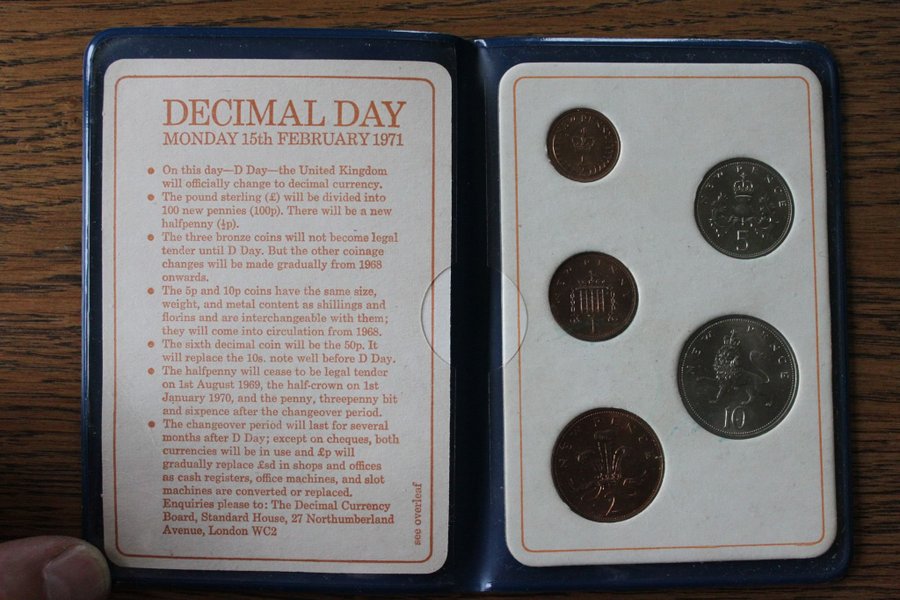 DECIMAL DAY
MONDAY 15th FEBRUARY 1971
On this day—D Day—the United Kingdom
will officially change to decimal currency.
The pound sterling (£) will be divided into
100 new pennies (100p). There will be a new
halfpenny (½p).
The three bronze coins will not become legal
tender until D Day. But the other coinage
changes will be made gradually from 1968
onwards.
The 5p and 10p coins have the same size,
weight, and metal content as shillings and
florins and are interchangeable with them;
they will come into circulation from 1968.
The sixth decimal coin will be the 50p. It
will replace the 10s. note well before D Day.
The halfpenny will cease to be legal tender
on 1st August 1969, the half-crown on 1st
January 1970, and the penny, threepenny bit
and sixpence after the changeover period.
The changeover period will last for several
months after D Day; except on cheques, both
currencies will be in use and £p will
gradually replace £sd in shops and offices
as cash registers, office machines, and slot
machines are converted or replaced.
Enquiries please to: The Decimal Currency
Board, Standard House, 27 Northumberland
Avenue, London WC2
see overleaf
NEW PENCE
5
NEW PENNY
1
NEW PENCE
10
NEW PENCE
2